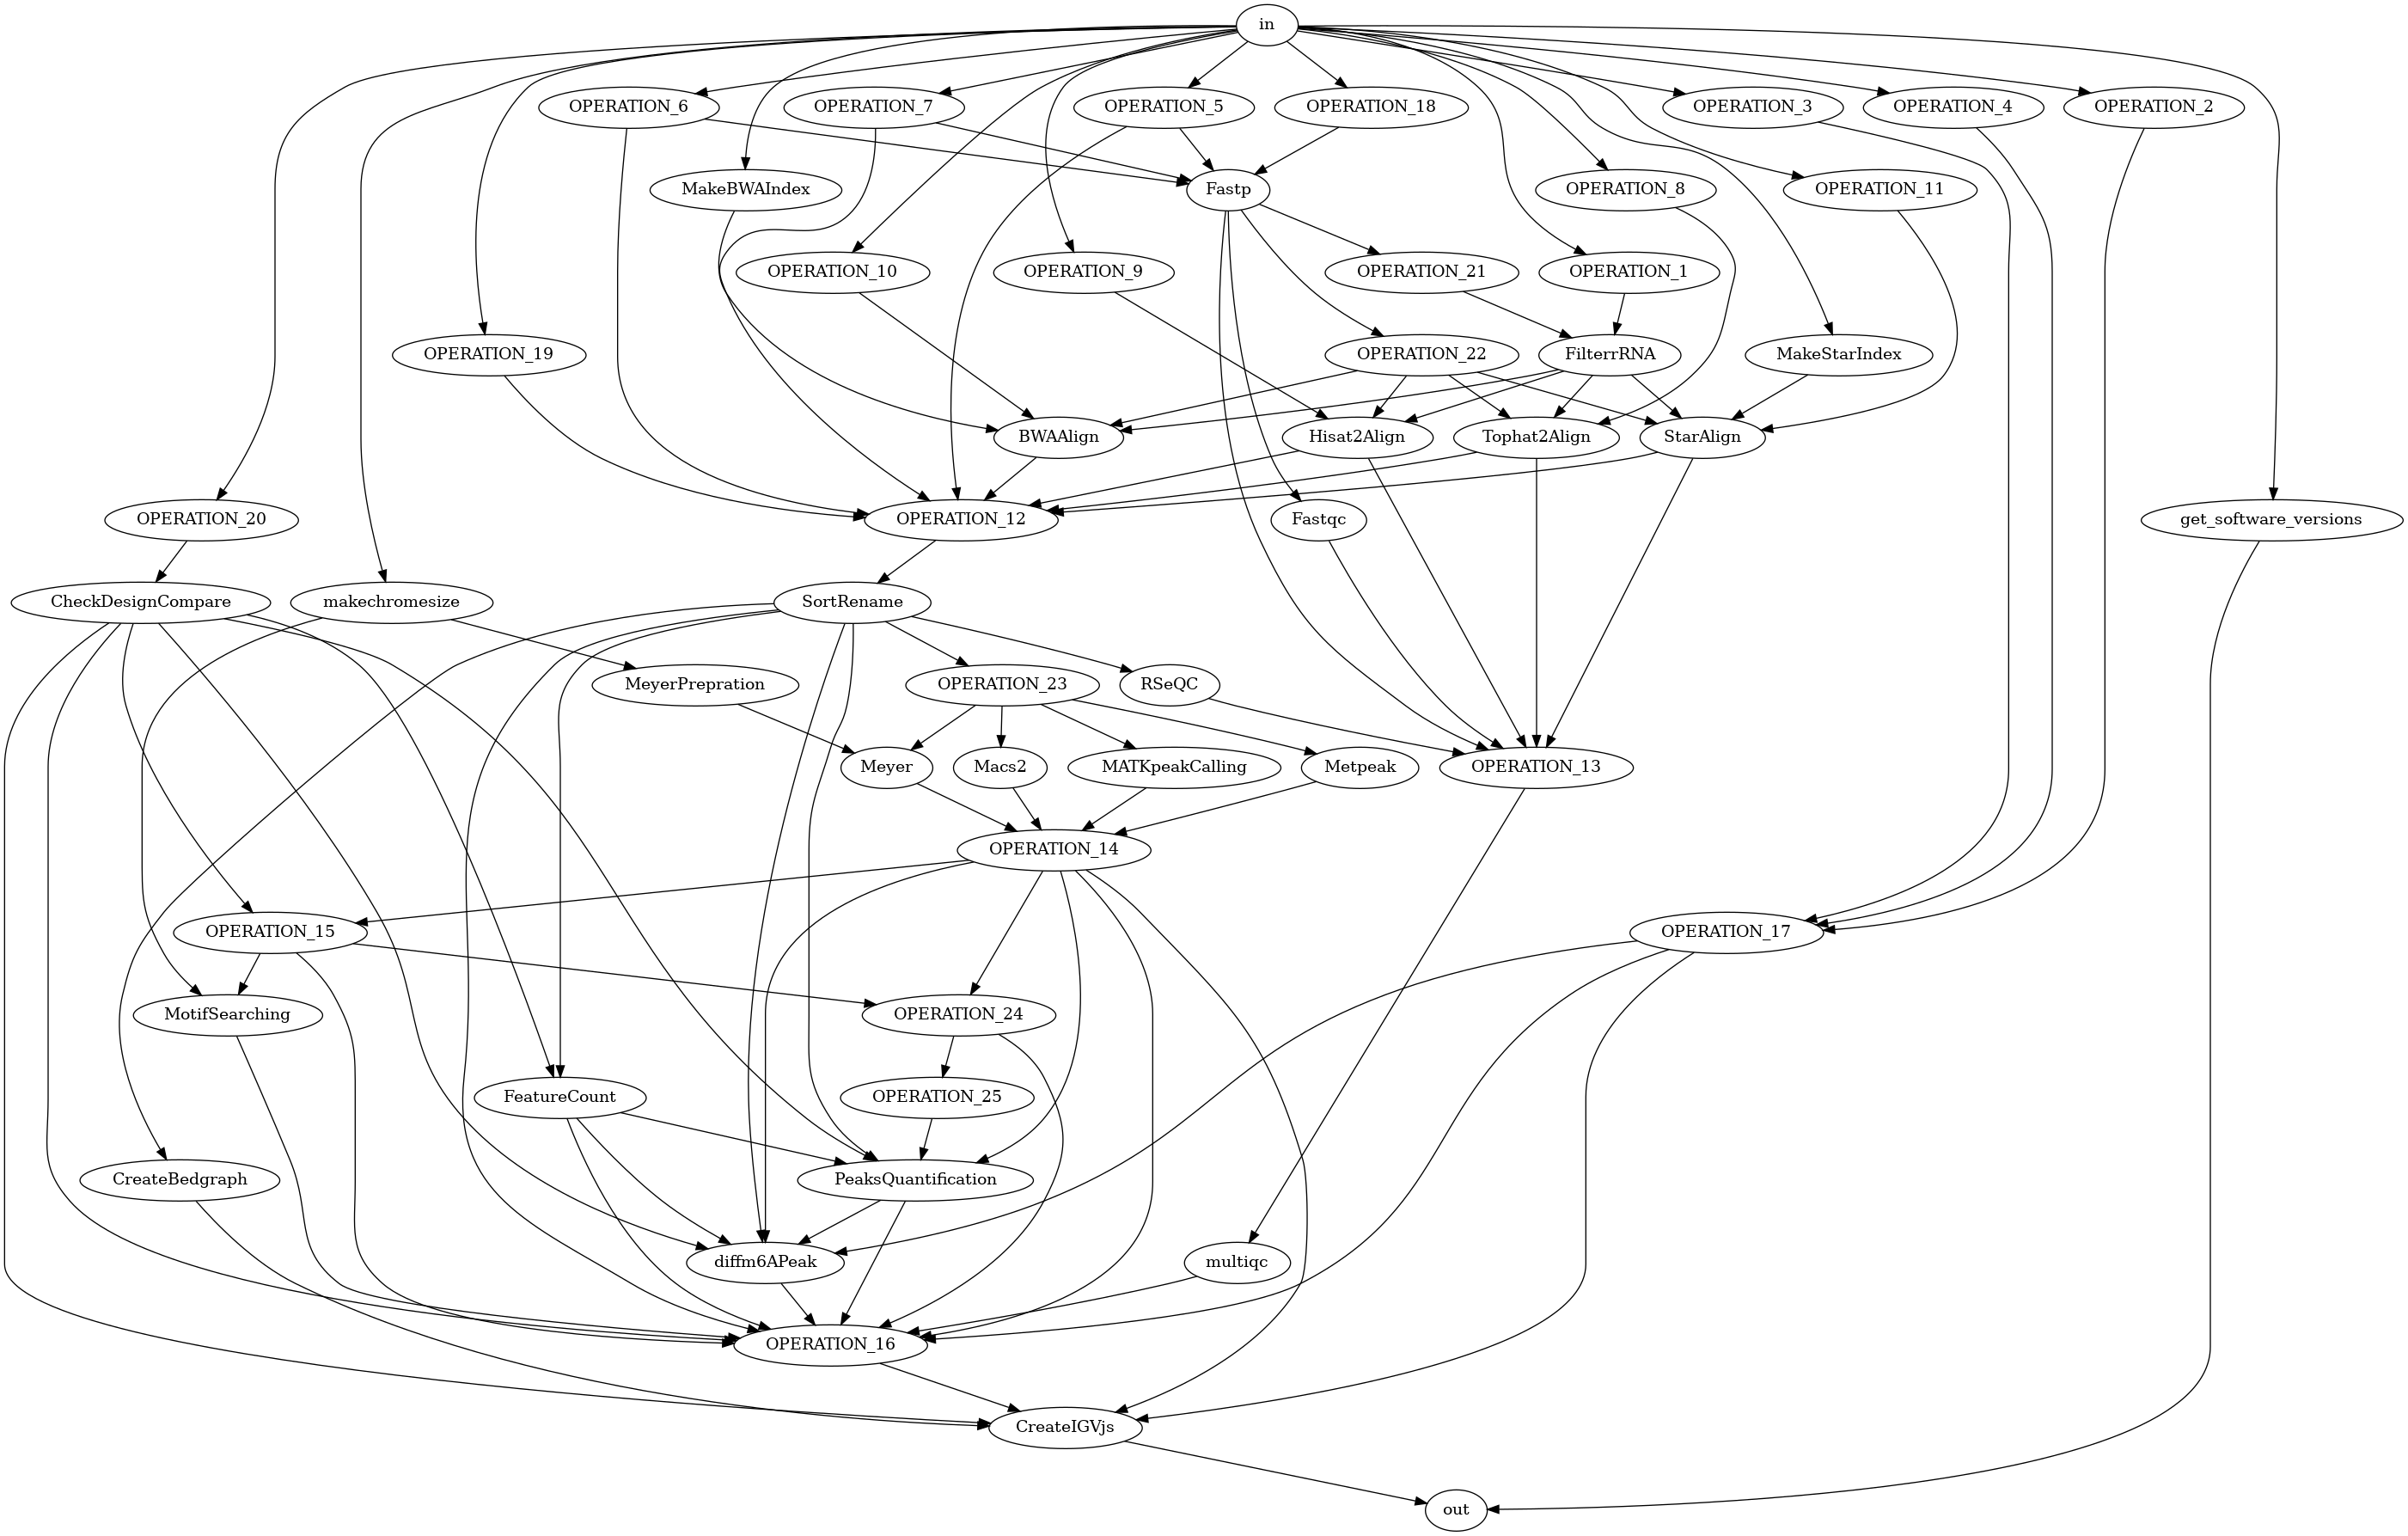 in
OPERATION_6
OPERATION_7
OPERATION_5
OPERATION_18
OPERATION_3
OPERATION_4
OPERATION_2
MakeBWAIndex
Fastp
OPERATION_8
OPERATION_11
OPERATION_10
OPERATION_9
OPERATION_21
OPERATION_1
OPERATION_19
OPERATION_22
FilterrRNA
MakeStarIndex
BWAAlign
Hisat2Align
Tophat2Align
StarAlign
OPERATION_20
OPERATION_12
Fastqc
get_software_versions
CheckDesignCompare
makechromesize
SortRename
MeyerPrepration
OPERATION_23
RSeQC
Meyer
Macs2
MATKpeakCalling
Metpeak
OPERATION_13
OPERATION_14
OPERATION_15
OPERATION_17
MotifSearching
OPERATION_24
FeatureCount
OPERATION_25
CreateBedgraph
PeaksQuantification
diffm6APeak
multiqc
OPERATION_16
CreateIGVjs
out